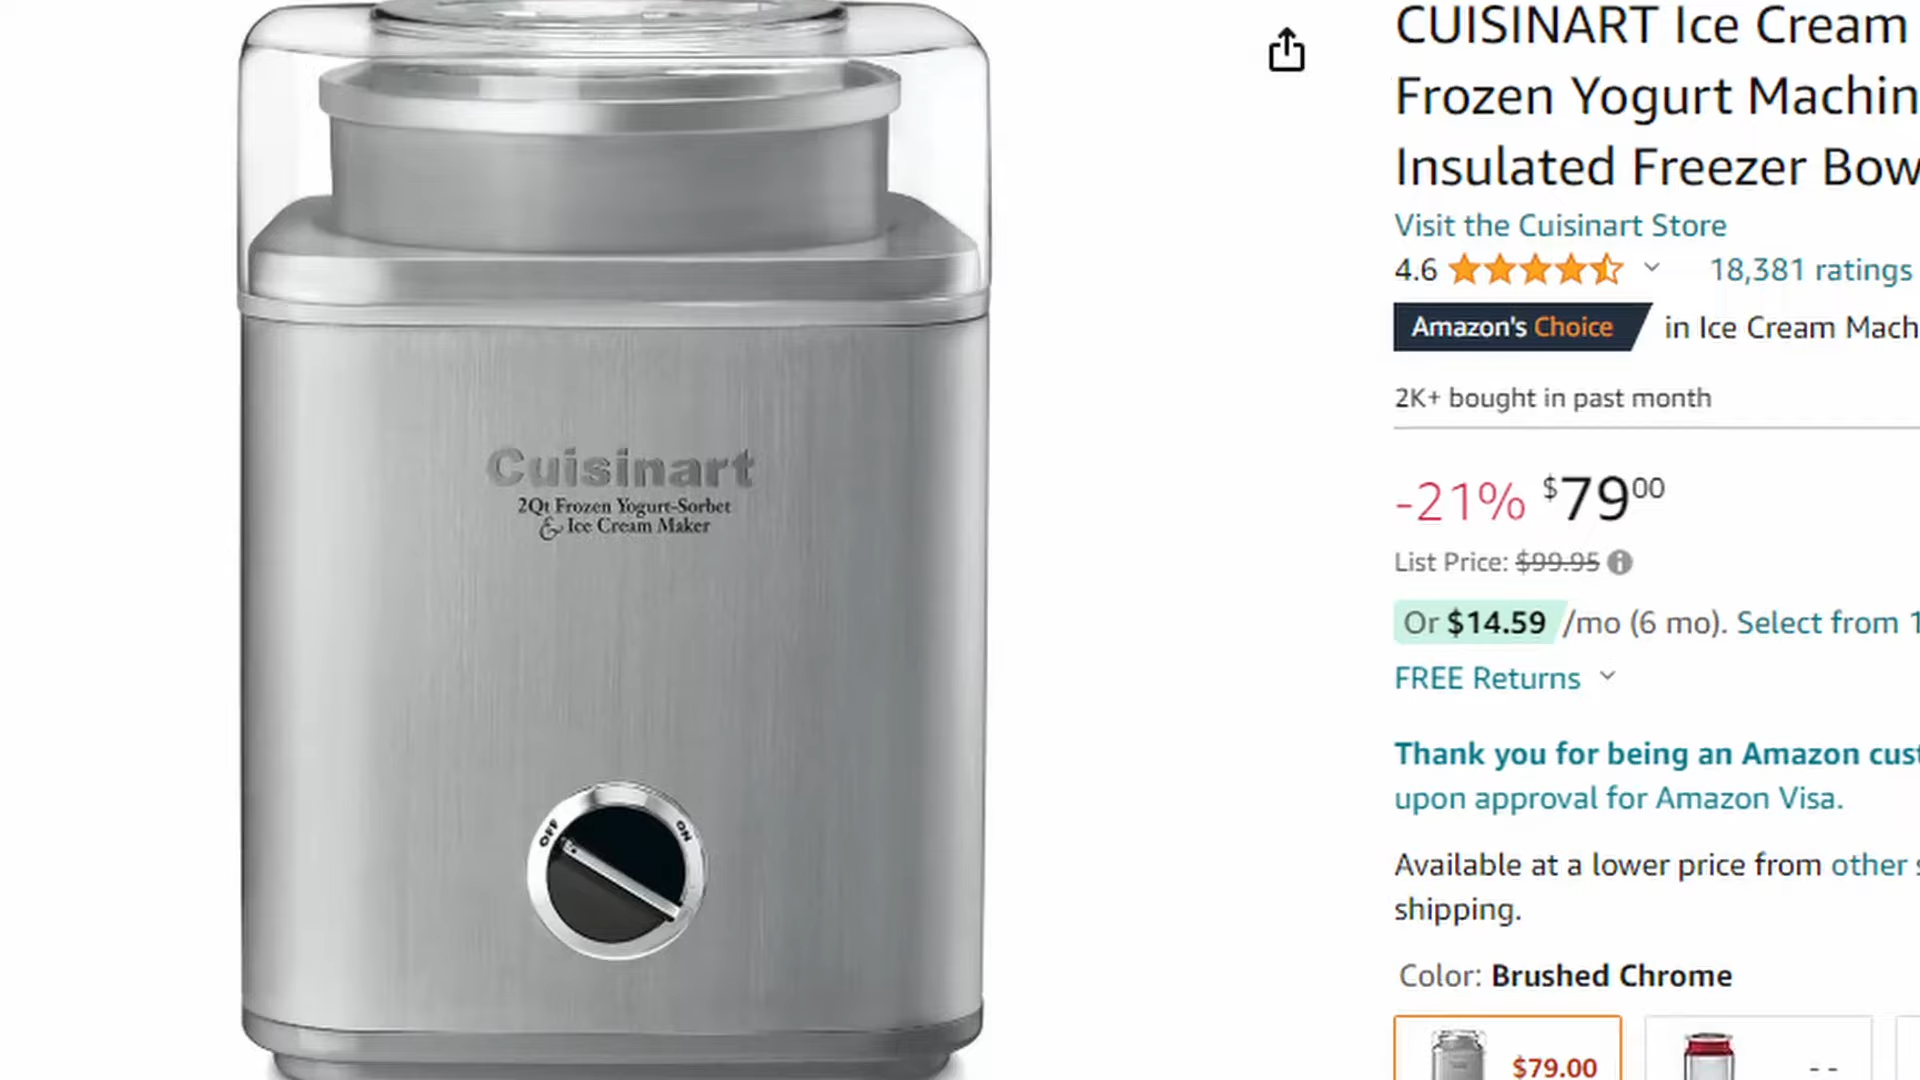 CUISINART Ice Cream
Frozen Yogurt Machin
Insulated Freezer Bow
Visit the Cuisinart Store
4.6 18,381 ratings
Amazon's Choice in Ice Cream Mach
2K+ bought in past month
-21% $79.00
List Price: $99.95
Or $14.59 /mo (6 mo). Select from 1
FREE Returns
Thank you for being an Amazon cust
upon approval for Amazon Visa.
Available at a lower price from other s
shipping.
Color: Brushed Chrome
$79.00 --
Cuisinart
2Qt Frozen Yogurt-Sorbet
& Ice Cream Maker
OFF ON